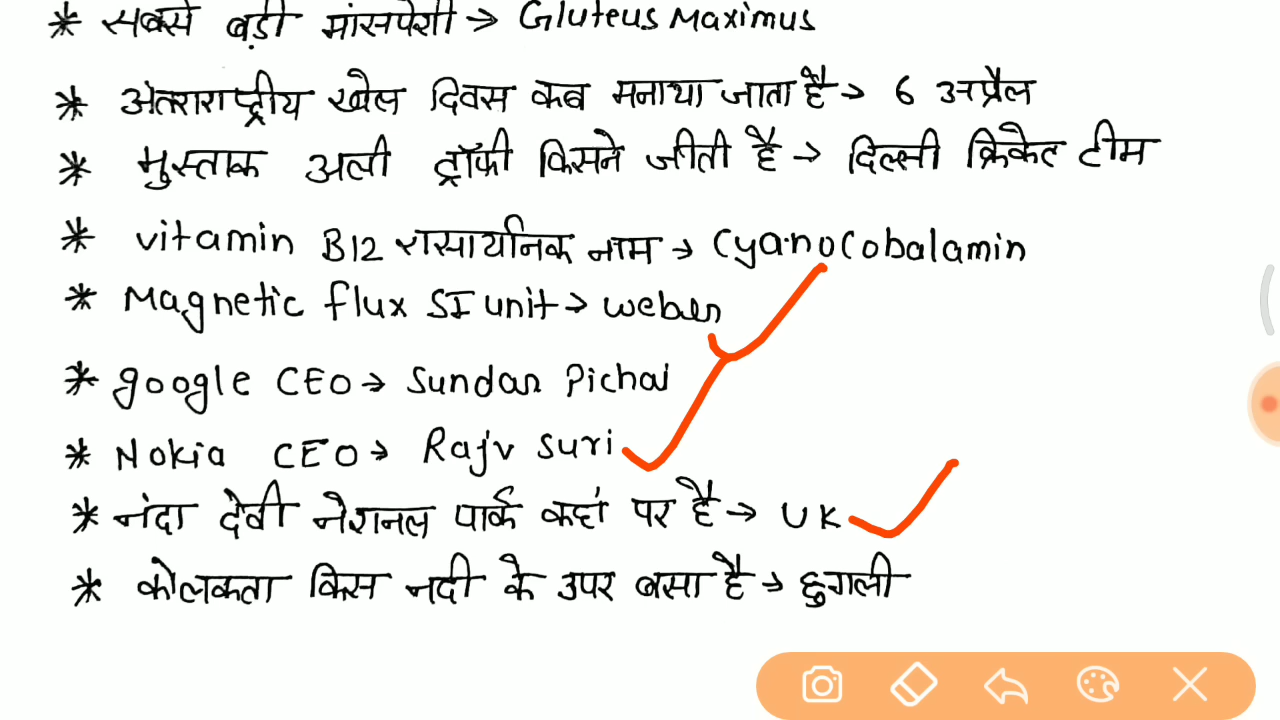 * सबसे बड़ी मांसपेशी → Gluteus Maximus
* अंतराराष्ट्रीय खेल दिवस कब मनाया जाता है → 6 अप्रैल
* मुस्ताक अली ट्रॉफी किसने जीती है → दिल्ली क्रिकेट टीम
* vitamin B12 रासायनिक नाम → Cyanocobalamin
* Magnetic flux SI unit → weber
* google CEO → Sundar Pichai
* Nokia CEO → Rajv Suri
* नंदा देवी नेशनल पार्क कहां पर है → UK
* कोलकता किस नदी के उपर बसा है → हुगली